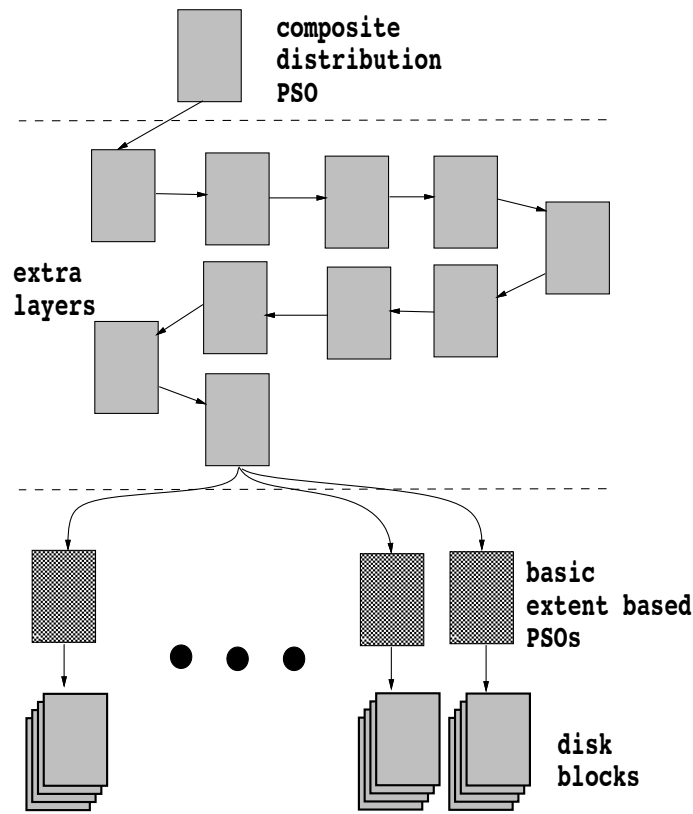 composite
distribution
PSO
extra
layers
basic
extent based
PSOs
disk
blocks